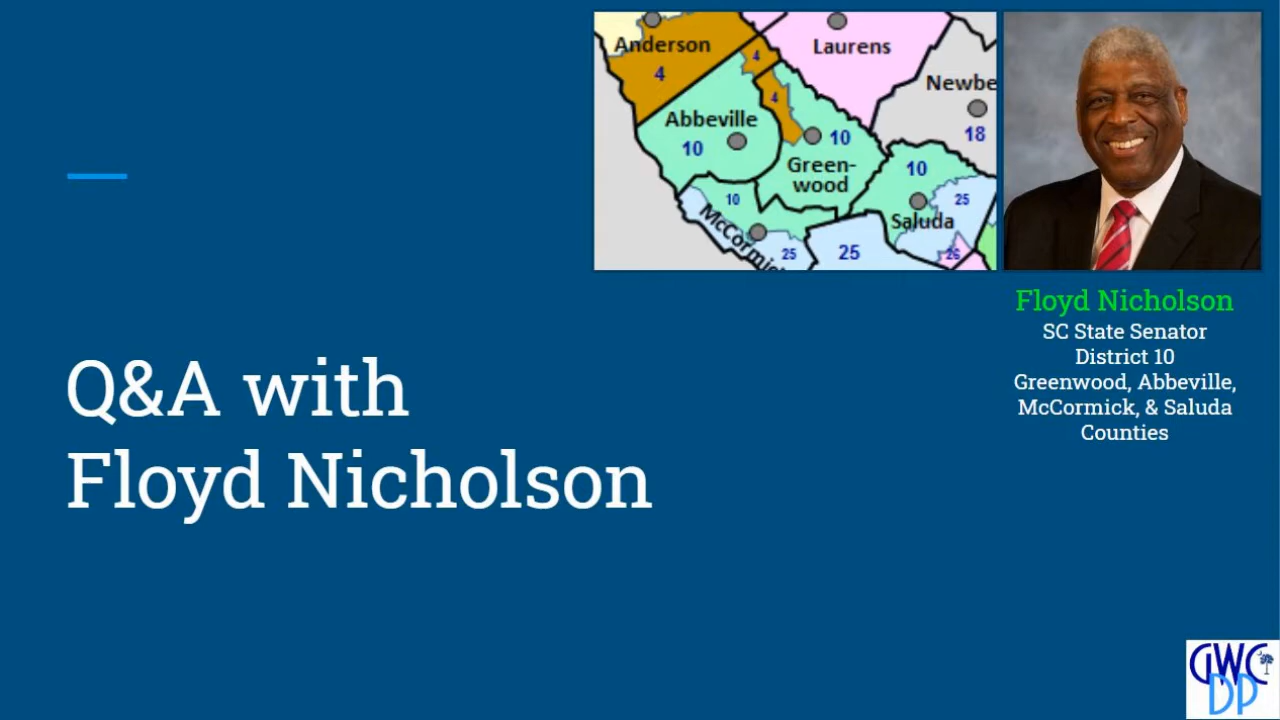 Anderson
4
4
Laurens
4
Newbe
18
Abbeville
10
10
Green-
wood
10
10
25
McCormic
Saluda
25
25
26
Floyd Nicholson
SC State Senator
District 10
Greenwood, Abbeville,
McCormick, & Saluda
Counties
Q&A with
Floyd Nicholson
GWC
DP